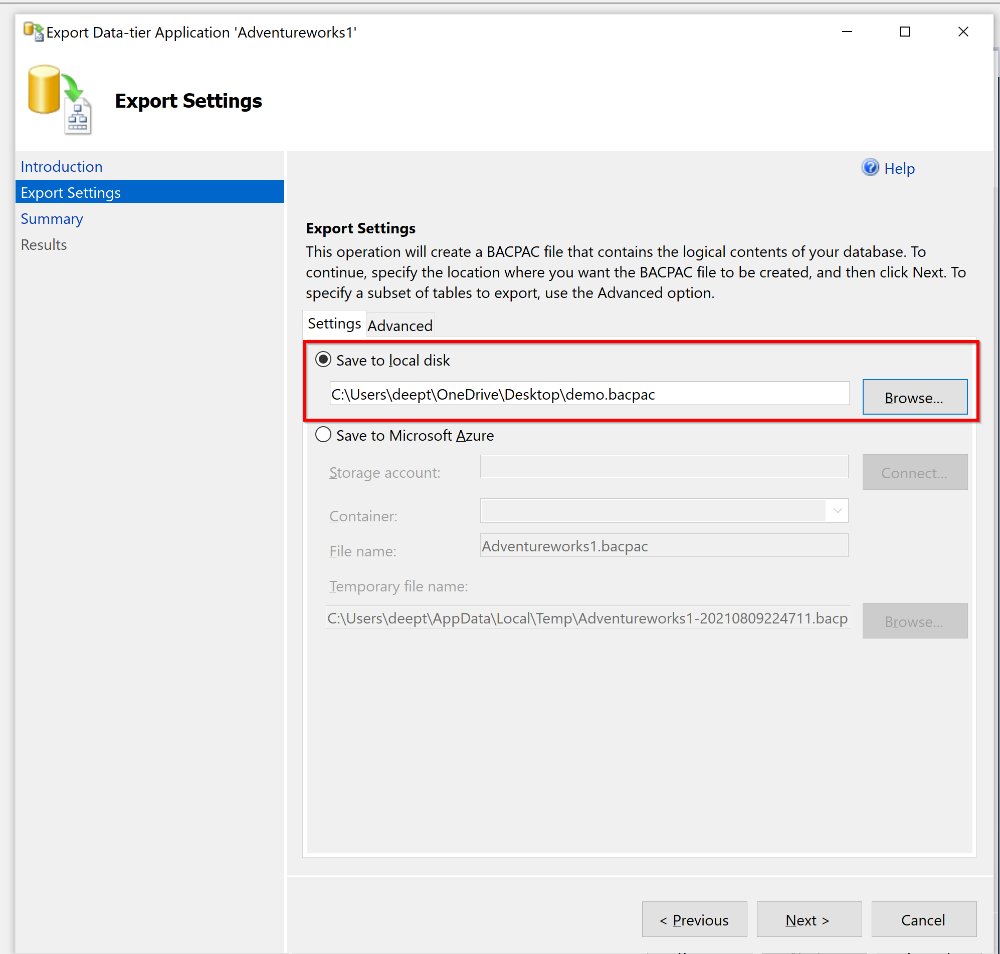 Export Data-tier Application 'Adventureworks1'
Export Settings
Introduction
Export Settings
Summary
Results
Help
Export Settings
This operation will create a BACPAC file that contains the logical contents of your database. To
continue, specify the location where you want the BACPAC file to be created, and then click Next. To
specify a subset of tables to export, use the Advanced option.
Settings Advanced
Save to local disk
C:\Users\deept\OneDrive\Desktop\demo.bacpac Browse...
Save to Microsoft Azure
Storage account: Connect...
Container:
File name: Adventureworks1.bacpac
Temporary file name:
C:\Users\deept\AppData\Local\Temp\Adventureworks1-20210809224711.bacp Browse...
< Previous Next > Cancel